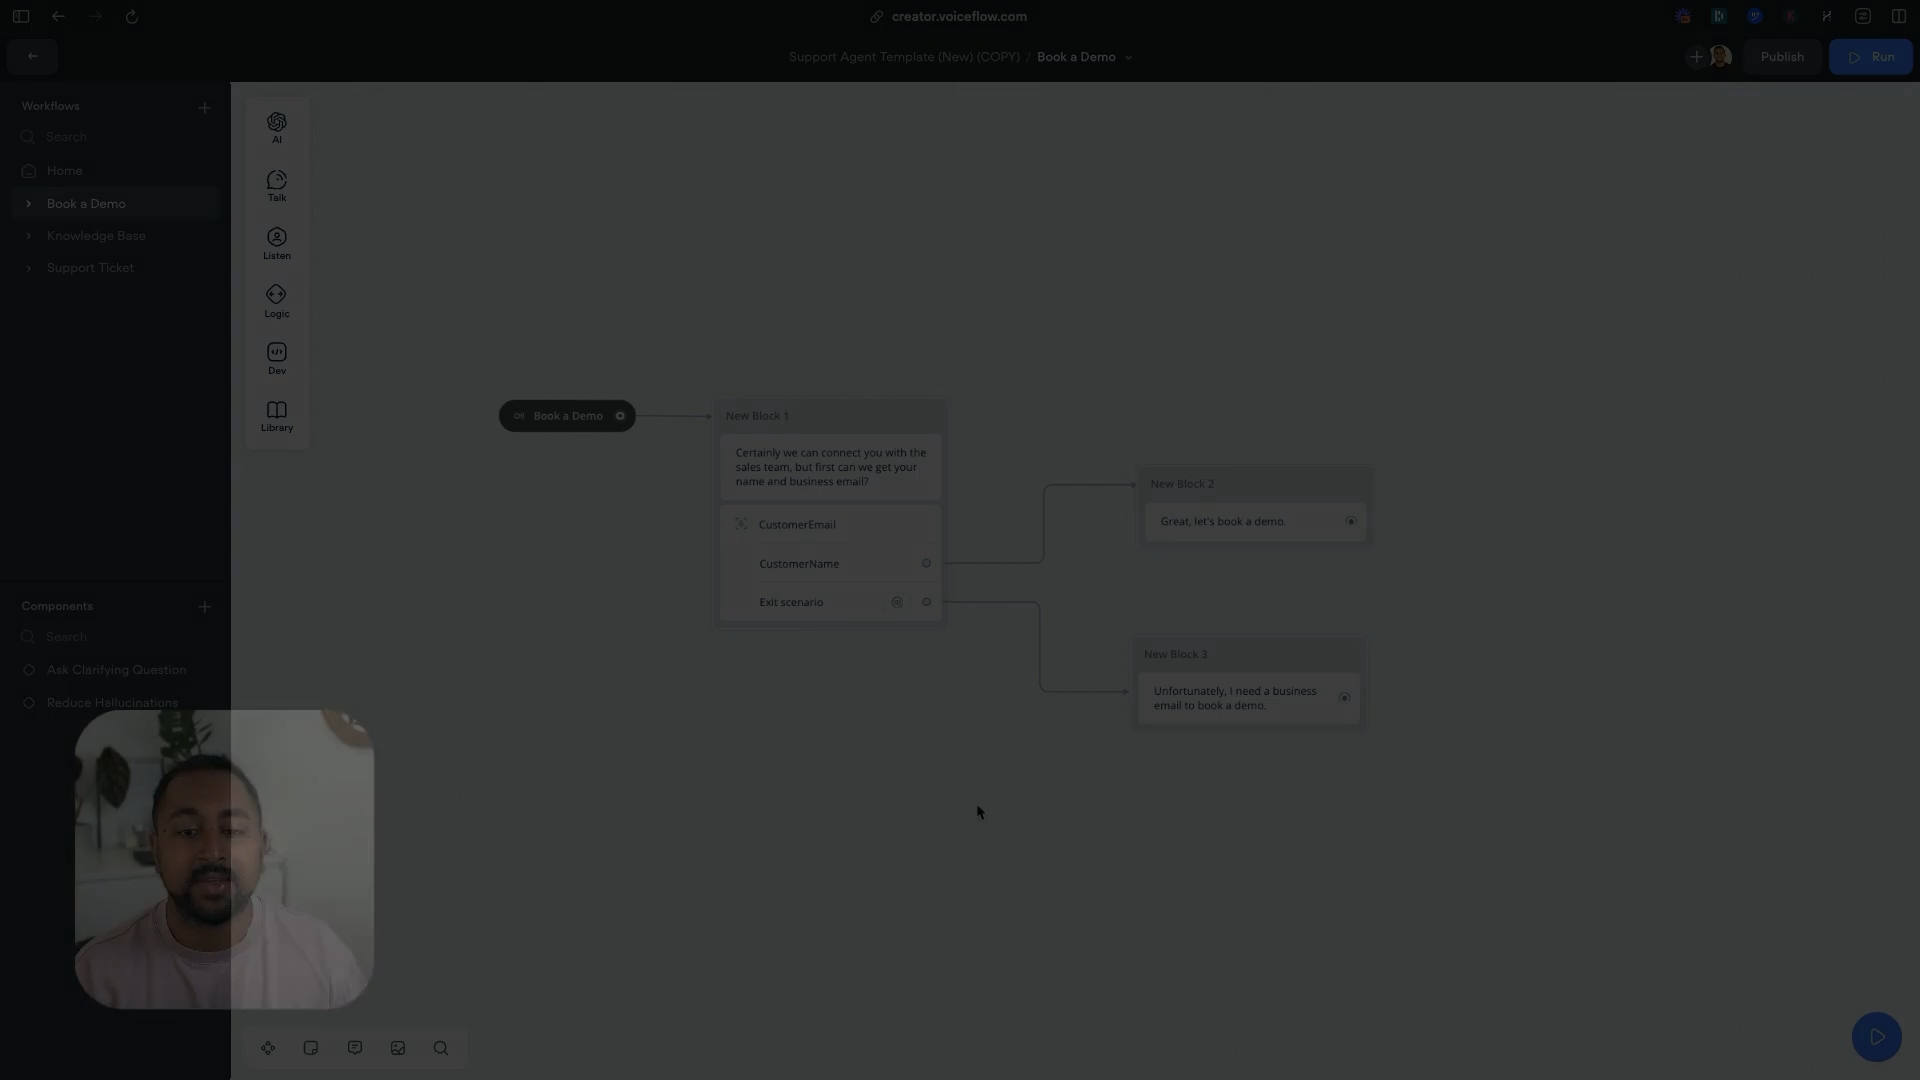 creator.voiceflow.com
Support Agent Template (New) (COPY) / Book a Demo
Publish
Run
Workflows
Search
Home
Book a Demo
Knowledge Base
Support Ticket
Components
Search
Ask Clarifying Question
Reduce Hallucinations
AI
Talk
Listen
Logic
Dev
Library
Book a Demo
New Block 1
Certainly we can connect you with the
sales team, but first can we get your
name and business email?
CustomerEmail
CustomerName
Exit scenario
New Block 2
Great, let's book a demo.
New Block 3
Unfortunately, I need a business
email to book a demo.